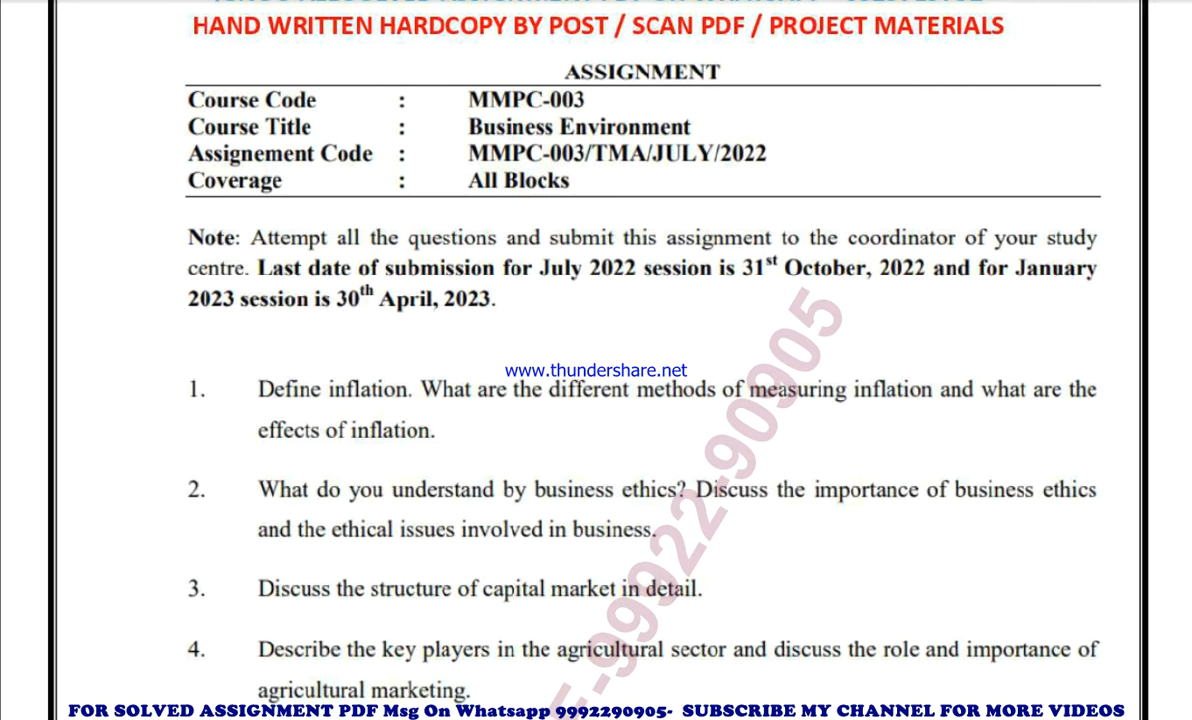 HAND WRITTEN HARDCOPY BY POST / SCAN PDF / PROJECT MATERIALS
ASSIGNMENT
Course Code : MMPC-003
Course Title : Business Environment
Assignement Code : MMPC-003/TMA/JULY/2022
Coverage : All Blocks
Note: Attempt all the questions and submit this assignment to the coordinator of your study
centre. Last date of submission for July 2022 session is 31st October, 2022 and for January
2023 session is 30th April, 2023.
www.thundershare.net
1. Define inflation. What are the different methods of measuring inflation and what are the
effects of inflation.
2. What do you understand by business ethics? Discuss the importance of business ethics
and the ethical issues involved in business.
3. Discuss the structure of capital market in detail.
4. Describe the key players in the agricultural sector and discuss the role and importance of
agricultural marketing.
-99922-90905
FOR SOLVED ASSIGNMENT PDF Msg On Whatsapp 9992290905- SUBSCRIBE MY CHANNEL FOR MORE VIDEOS